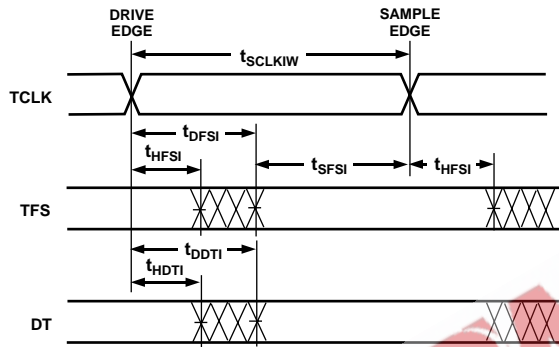 DRIVE EDGE
SAMPLE EDGE
tSCLKIW
TCLK
tDFSI
tHFSI
tSFSI
tHFSI
TFS
tDDTI
tHDTI
DT